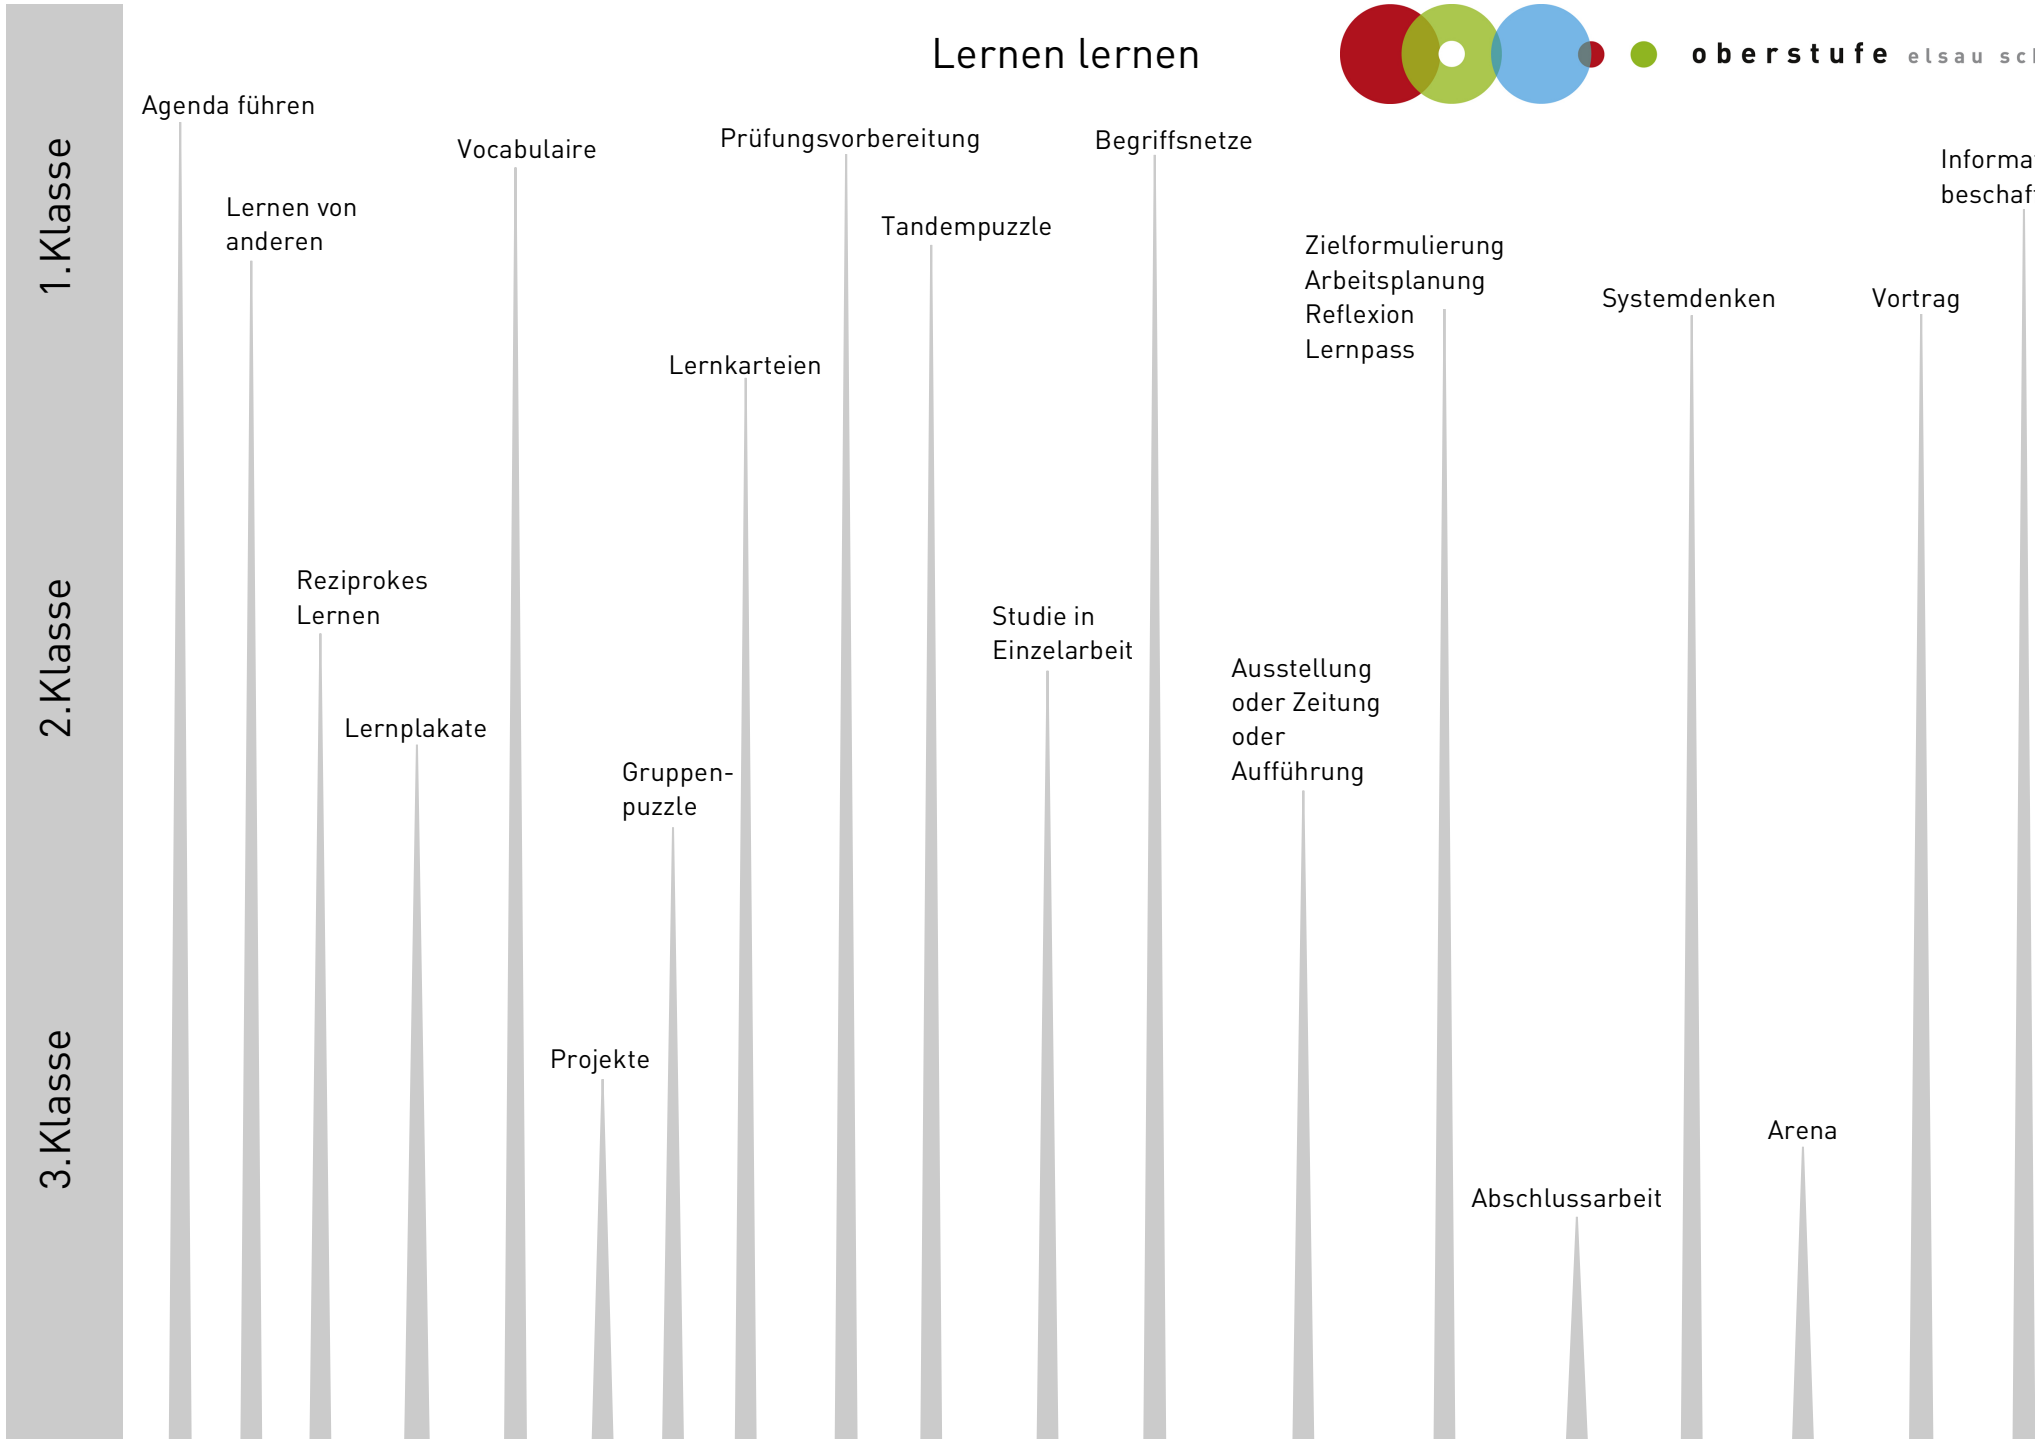 Lernen lernen
oberstufe elsau
Agenda führen
Vocabulaire
Prüfungsvorbereitung
Begriffsnetze
Lernen von
anderen
Tandempuzzle
Zielformulierung
Arbeitsplanung
Reflexion
Lernpass
Systemdenken
Vortrag
Lernkarteien
1.Klasse
Reziprokes
Lernen
Studie in
Einzelarbeit
Ausstellung
oder Zeitung
oder
Aufführung
Lernplakate
Gruppen-
puzzle
2.Klasse
Projekte
Arena
Abschlussarbeit
3.Klasse